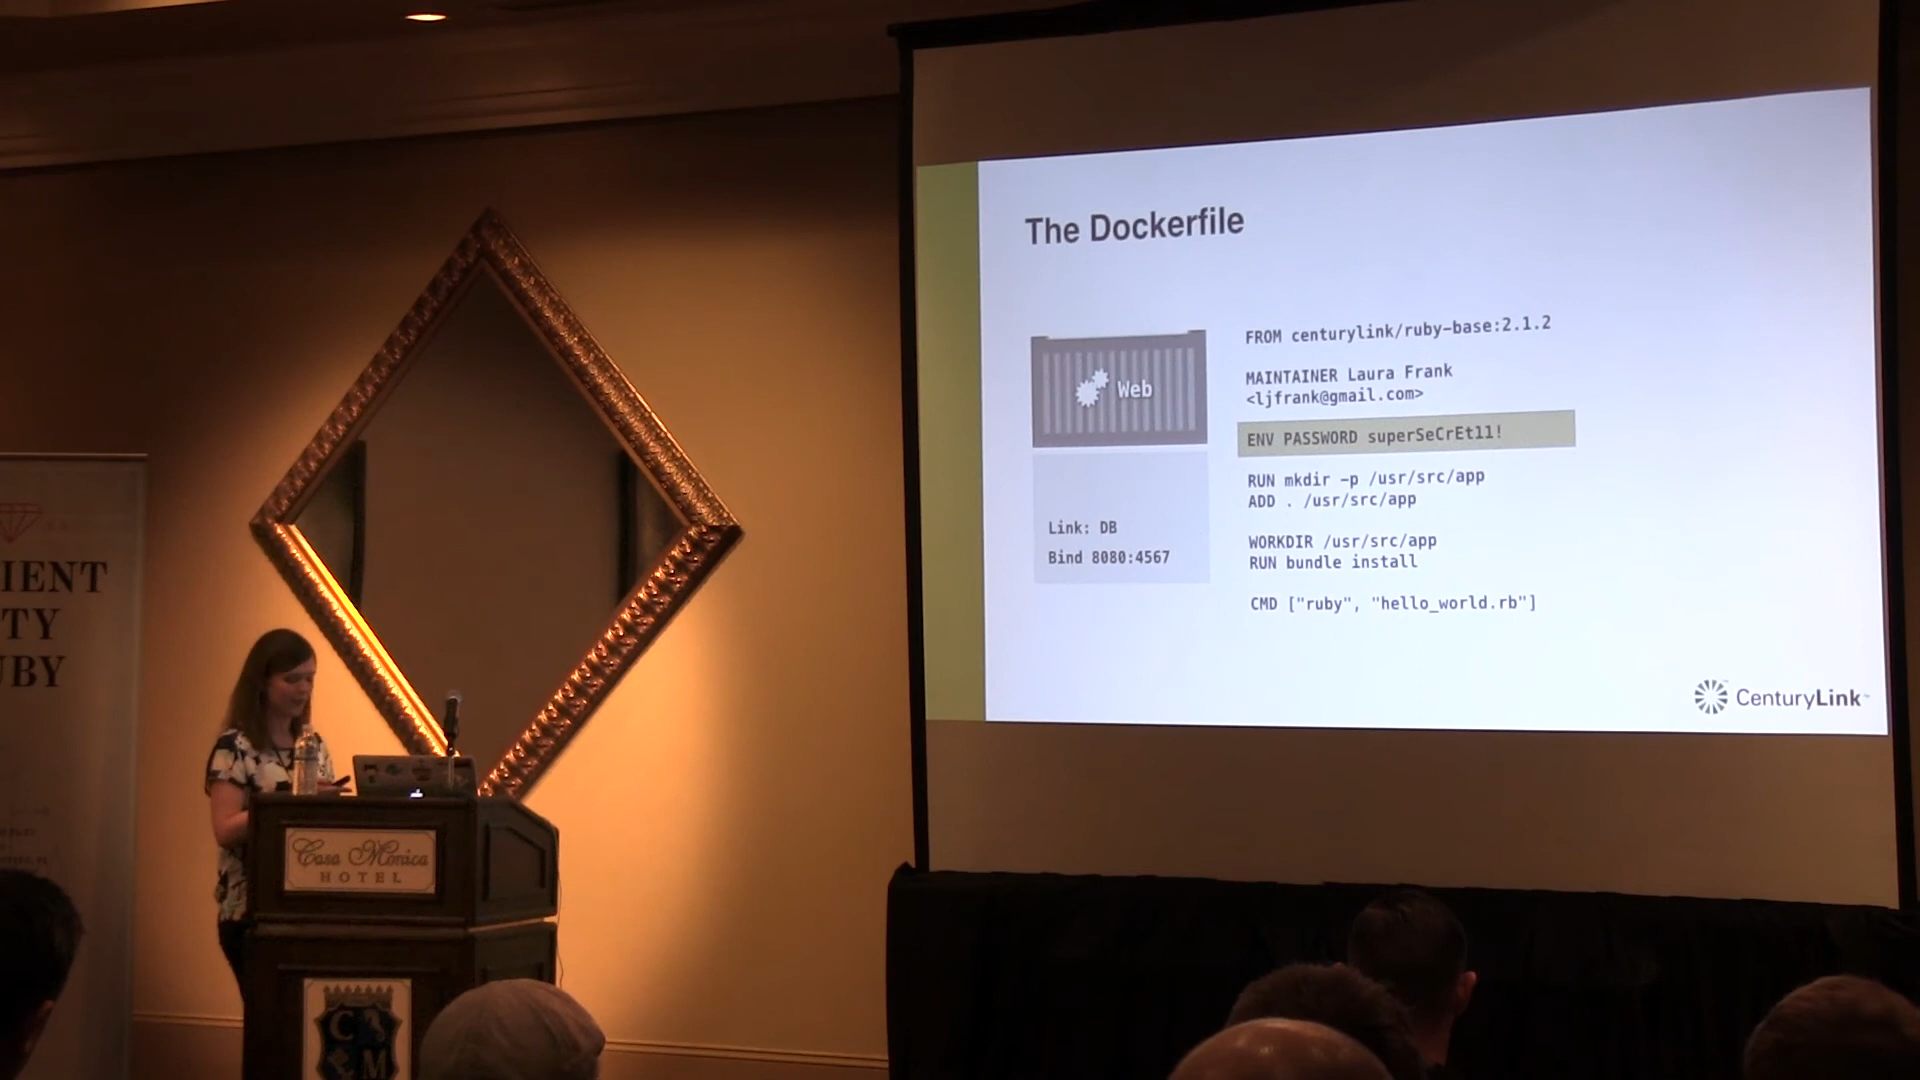 The Dockerfile
Web
Link: DB
Bind 8080:4567
FROM centurylink/ruby-base:2.1.2
MAINTAINER Laura Frank
<ljfrank@gmail.com>
ENV PASSWORD superSeCrEt11!
RUN mkdir -p /usr/src/app
ADD . /usr/src/app
WORKDIR /usr/src/app
RUN bundle install
CMD ["ruby", "hello_world.rb"]
CenturyLink
IENT
TY
UBY
Casa Monica
HOTEL
C
M